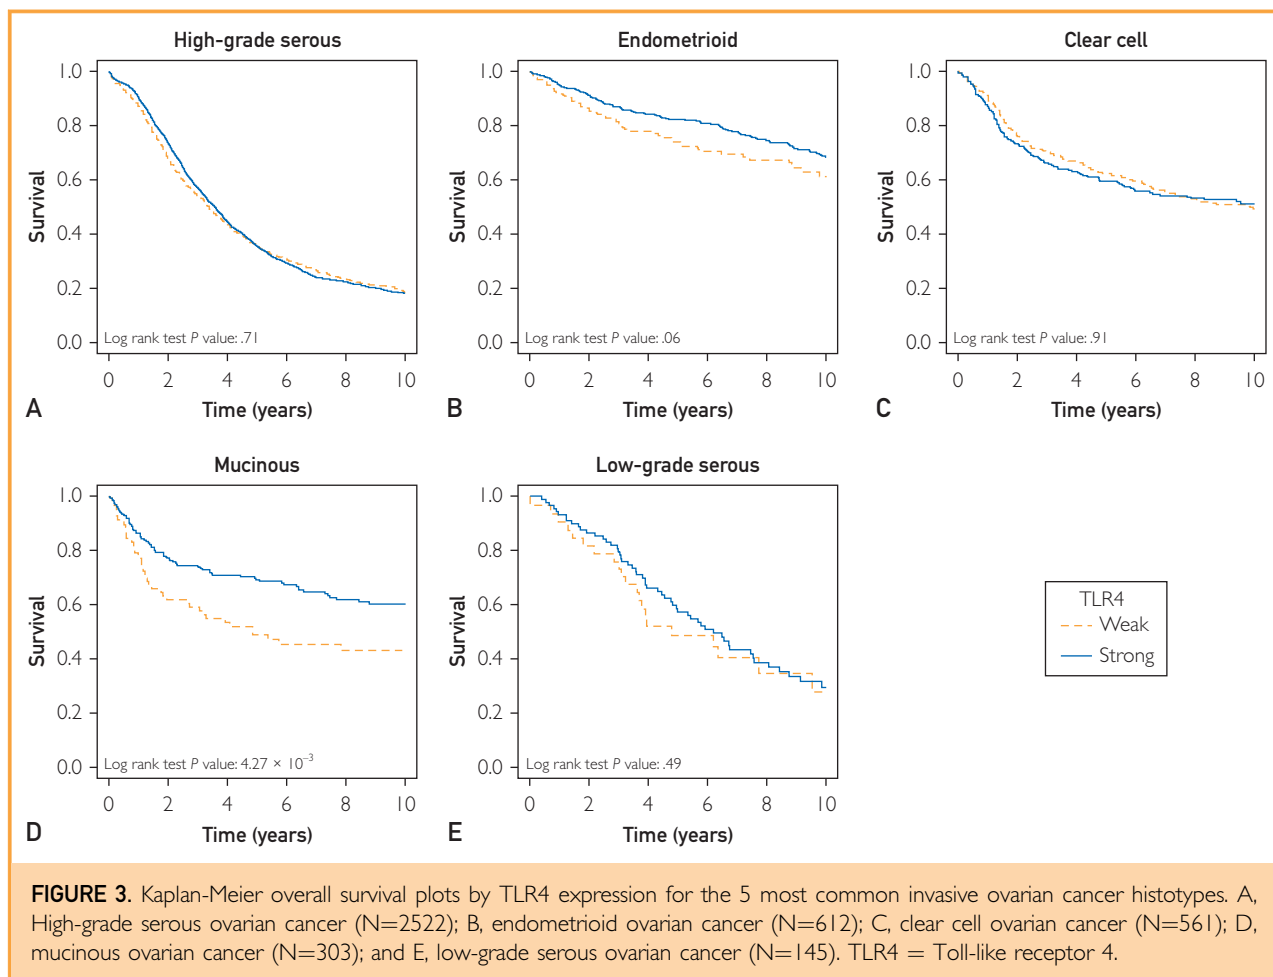 High-grade serous
1.0
0.8
0.6
0.4
0.2
0.0
Survival
Log rank test P value: .71
0 2 4 6 8 10
Time (years)
A
Endometrioid
1.0
0.8
0.6
0.4
0.2
0.0
Survival
Log rank test P value: .06
0 2 4 6 8 10
Time (years)
B
Clear cell
1.0
0.8
0.6
0.4
0.2
0.0
Survival
Log rank test P value: .91
0 2 4 6 8 10
Time (years)
C
Mucinous
1.0
0.8
0.6
0.4
0.2
0.0
Survival
Log rank test P value: 4.27 × 10⁻³
0 2 4 6 8 10
Time (years)
D
Low-grade serous
1.0
0.8
0.6
0.4
0.2
0.0
Survival
Log rank test P value: .49
0 2 4 6 8 10
Time (years)
E
TLR4
Weak
Strong
FIGURE 3. Kaplan-Meier overall survival plots by TLR4 expression for the 5 most common invasive ovarian cancer histotypes. A,
High-grade serous ovarian cancer (N=2522); B, endometrioid ovarian cancer (N=612); C, clear cell ovarian cancer (N=561); D,
mucinous ovarian cancer (N=303); and E, low-grade serous ovarian cancer (N=145). TLR4 = Toll-like receptor 4.